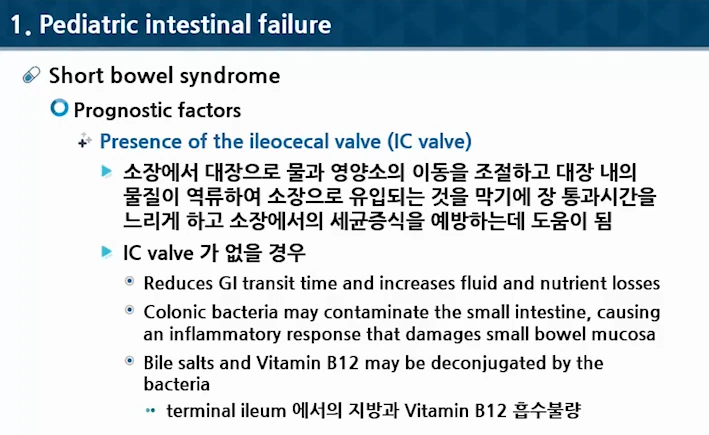 1. Pediatric intestinal failure
Short bowel syndrome
Prognostic factors
Presence of the ileocecal valve (IC valve)
소장에서 대장으로 물과 영양소의 이동을 조절하고 대장 내의
물질이 역류하여 소장으로 유입되는 것을 막기에 장 통과시간을
느리게 하고 소장에서의 세균증식을 예방하는데 도움이 됨
IC valve 가 없을 경우
Reduces GI transit time and increases fluid and nutrient losses
Colonic bacteria may contaminate the small intestine, causing
an inflammatory response that damages small bowel mucosa
Bile salts and Vitamin B12 may be deconjugated by the
bacteria
terminal ileum 에서의 지방과 Vitamin B12 흡수불량